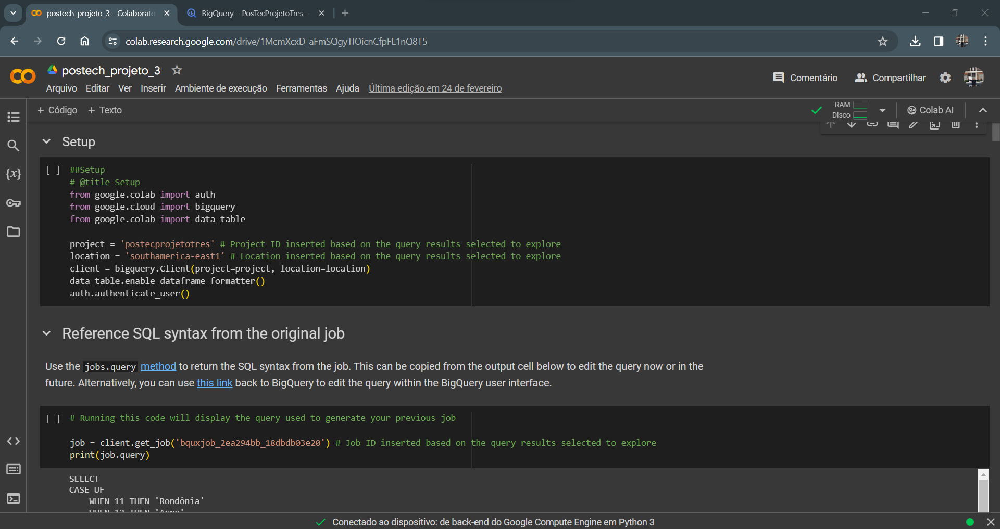 postech_projeto_3 - Colaborato
BigQuery – PosTecProjetoTres –
colab.research.google.com/drive/1McmXcxD_aFmSQgyTIOicnCfpFL1nQ8T5
postech_projeto_3
Arquivo Editar Ver Inserir Ambiente de execução Ferramentas Ajuda Última edição em 24 de fevereiro
Comentário
Compartilhar
+ Código + Texto
RAM
Disco
Colab AI
Setup
[ ] ##Setup
# @title Setup
from google.colab import auth
from google.cloud import bigquery
from google.colab import data_table
project = 'postecprojetotres' # Project ID inserted based on the query results selected to explore
location = 'southamerica-east1' # Location inserted based on the query results selected to explore
client = bigquery.Client(project=project, location=location)
data_table.enable_dataframe_formatter()
auth.authenticate_user()
Reference SQL syntax from the original job
Use the jobs.query method to return the SQL syntax from the job. This can be copied from the output cell below to edit the query now or in the
future. Alternatively, you can use this link back to BigQuery to edit the query within the BigQuery user interface.
[ ] # Running this code will display the query used to generate your previous job
job = client.get_job('bquxjob_2ea294bb_18dbdb03e20') # Job ID inserted based on the query results selected to explore
print(job.query)
SELECT
CASE UF
WHEN 11 THEN 'Rondônia'
WHEN 12 THEN 'Acre'
Conectado ao dispositivo: de back-end do Google Compute Engine em Python 3